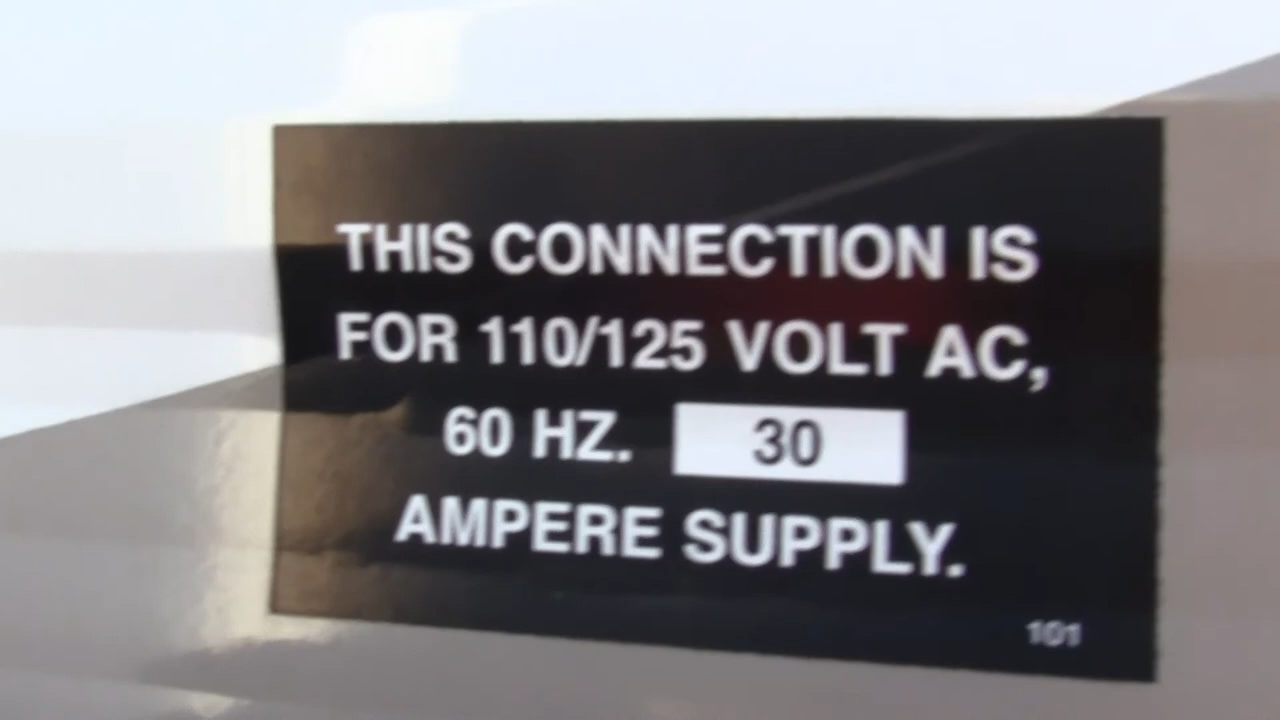 THIS CONNECTION IS
FOR 110/125 VOLT AC,
60 HZ. 30
AMPERE SUPPLY.
101